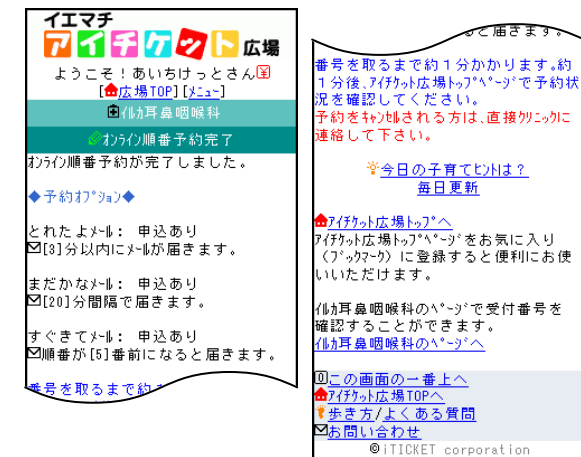 イエマチ
アイチケット広場
ようこそ！あいちけっとさん
[広場TOP][ﾒﾆｭｰ]
ｲﾙｶ耳鼻咽喉科
ｵﾝﾗｲﾝ順番予約完了
ｵﾝﾗｲﾝ順番予約が完了しました。
◆予約ｵﾌﾟｼｮﾝ◆
とれたよﾒｰﾙ： 申込あり
[3]分以内にﾒｰﾙが届きます。
まだかなﾒｰﾙ： 申込あり
[20]分間隔で届きます。
すぐきてﾒｰﾙ： 申込あり
順番が[5]番前になると届きます。
番号を取るまで約
と届きます。
番号を取るまで約１分かかります。約
１分後、ｱｲﾁｹｯﾄ広場ﾄｯﾌﾟﾍﾟｰｼﾞで予約状
況を確認してください。
予約をｷｬﾝｾﾙされる方は、直接ｸﾘﾆｯｸに
連絡して下さい。
今日の子育てﾋﾝﾄは？
毎日更新
ｱｲﾁｹｯﾄ広場ﾄｯﾌﾟへ
ｱｲﾁｹｯﾄ広場ﾄｯﾌﾟﾍﾟｰｼﾞをお気に入り
（ﾌﾞｯｸﾏｰｸ）に登録すると便利にお使
いいただけます。
ｲﾙｶ耳鼻咽喉科のﾍﾟｰｼﾞで受付番号を
確認することができます。
ｲﾙｶ耳鼻咽喉科のﾍﾟｰｼﾞへ
0この画面の一番上へ
ｱｲﾁｹｯﾄ広場TOPへ
歩き方/よくある質問
お問い合わせ
©iTICKET corporation